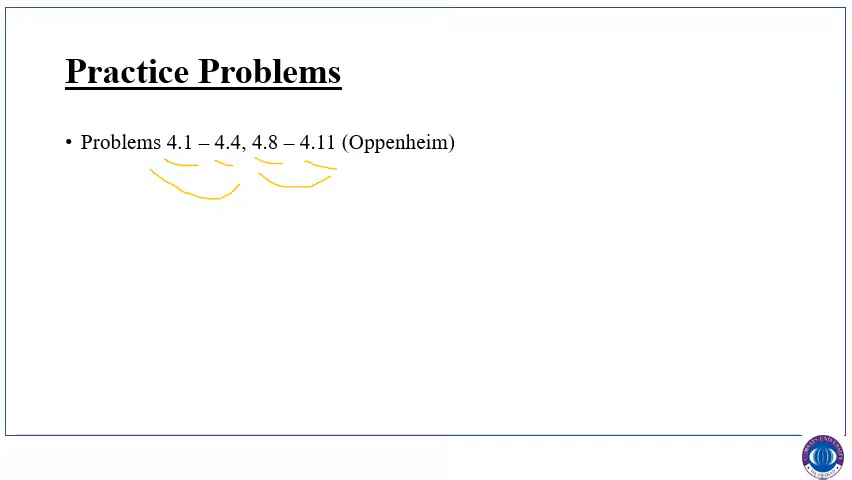 Practice Problems
• Problems 4.1 – 4.4, 4.8 – 4.11 (Oppenheim)